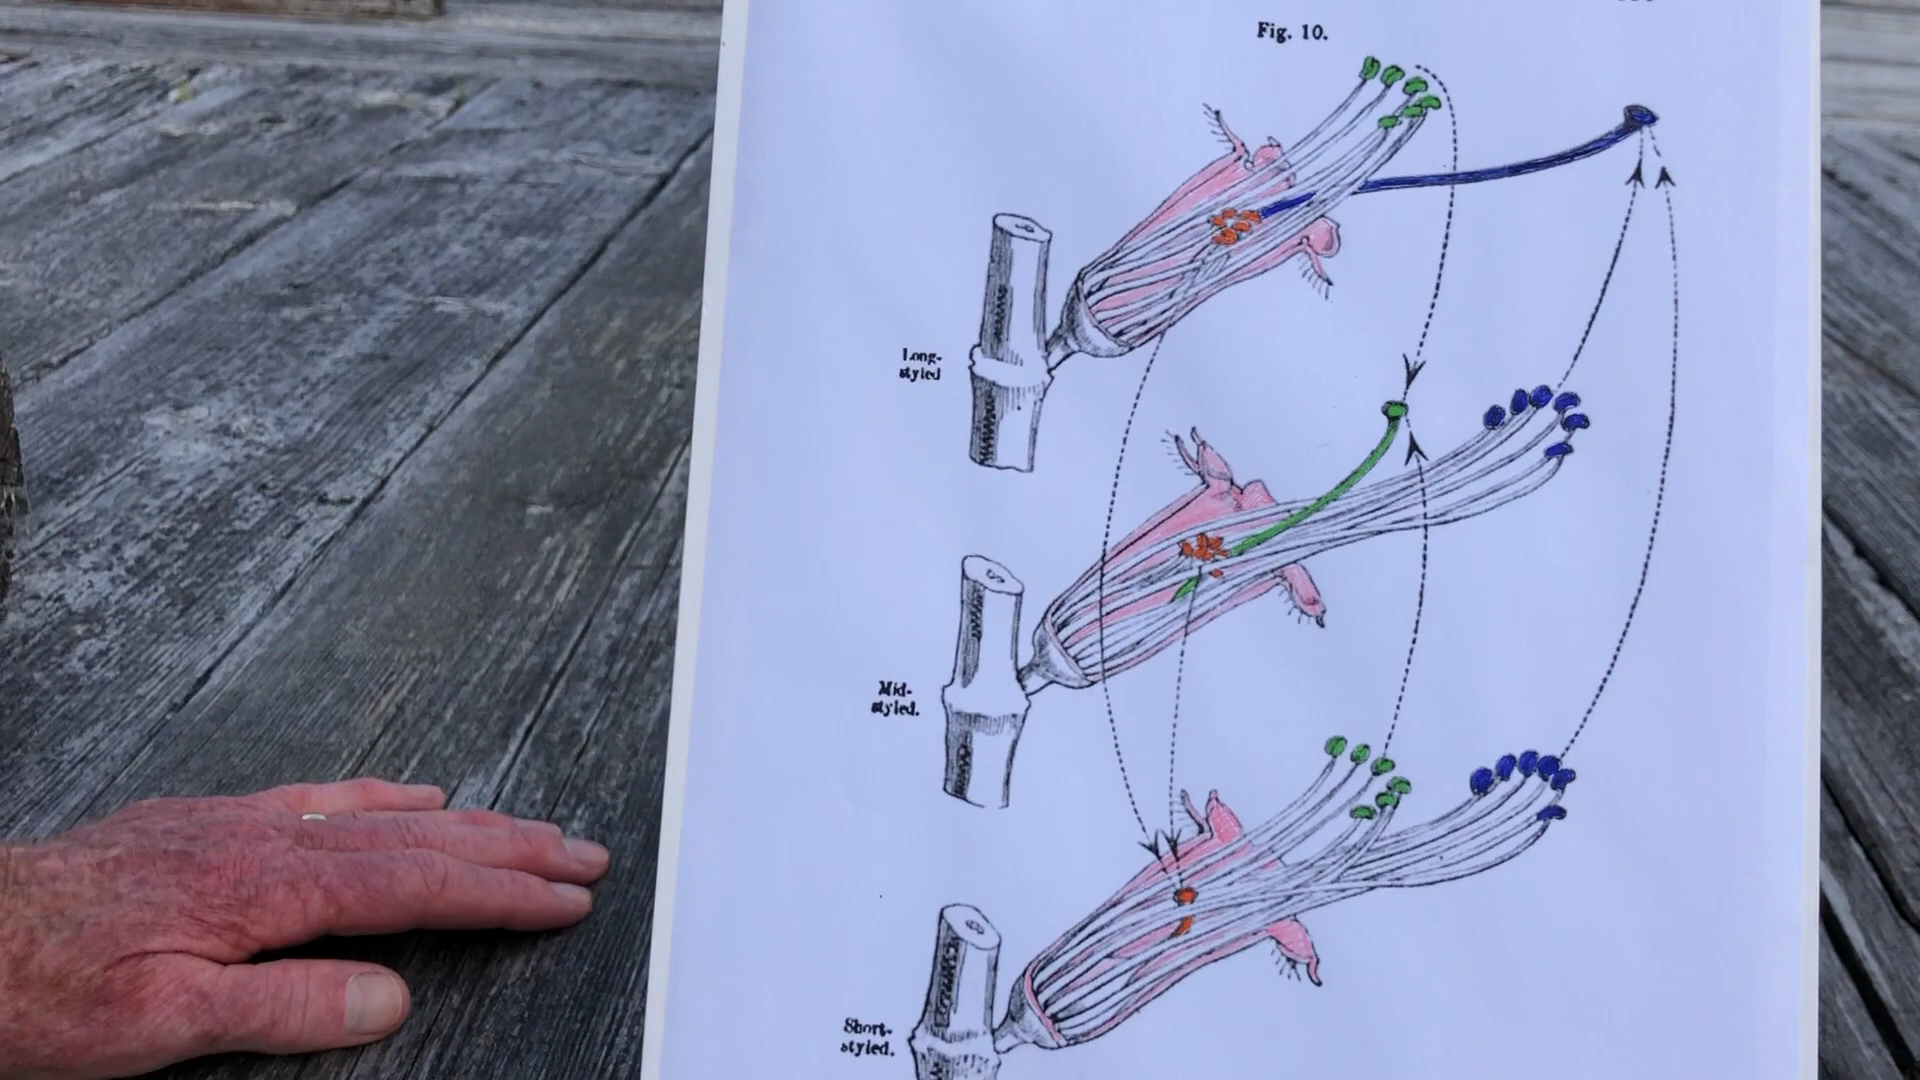 Fig. 10.
Long-
styled
Mid-
styled.
Short-
styled.